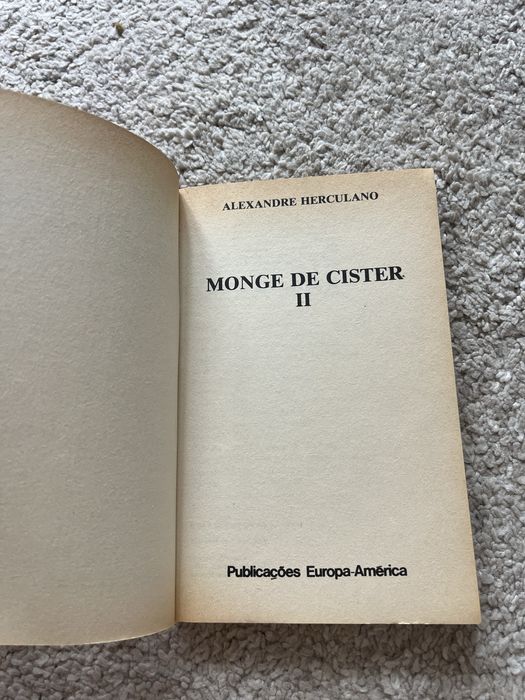 ALEXANDRE HERCULANO
MONGE DE CISTER
II
Publicações Europa-América